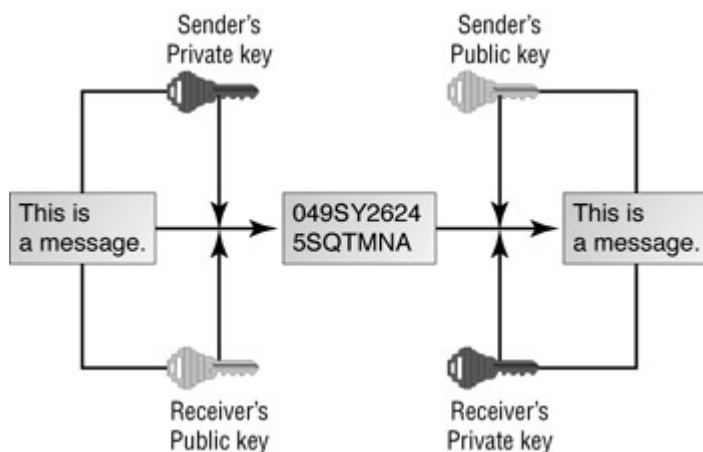 Sender's
Private key
Sender's
Public key
This is
a message.
049SY2624
5SQTMNA
This is
a message.
Receiver's
Public key
Receiver's
Private key